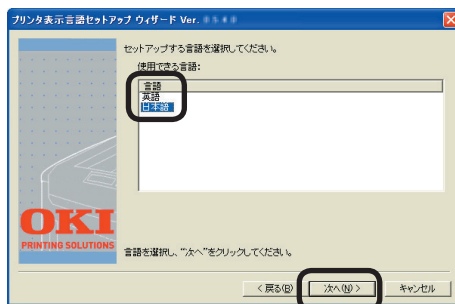 プリンタ表示言語セットアップ ウィザード Ver.
セットアップする言語を選択してください。
使用できる言語:
言語
英語
日本語
OKI
PRINTING SOLUTIONS
言語を選択し、"次へ"をクリックしてください。
< 戻る(B)
次へ(N) >
キャンセル